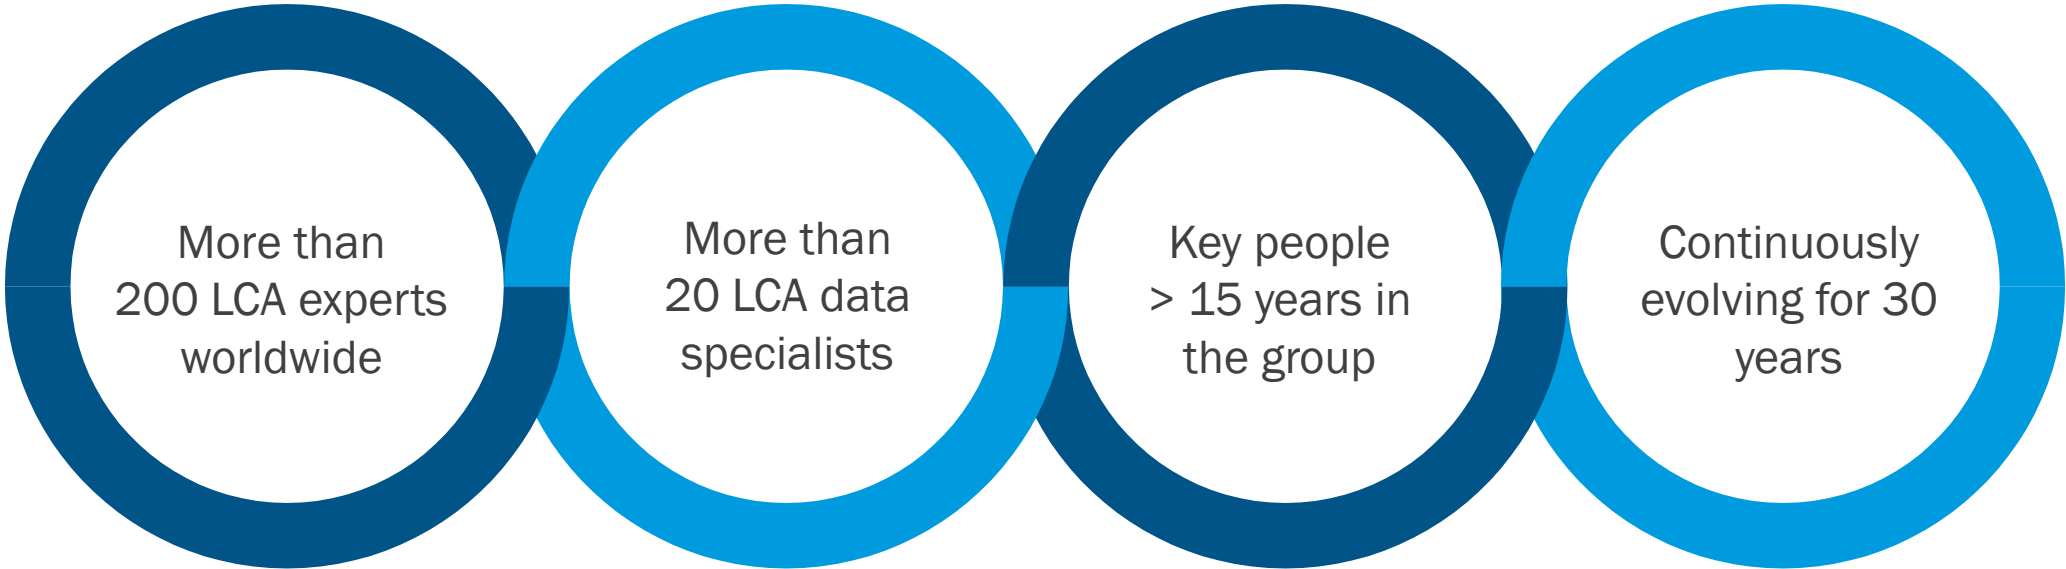 More than
200 LCA experts
worldwide
More than
20 LCA data
specialists
Key people
> 15 years in
the group
Continuously
evolving for 30
years